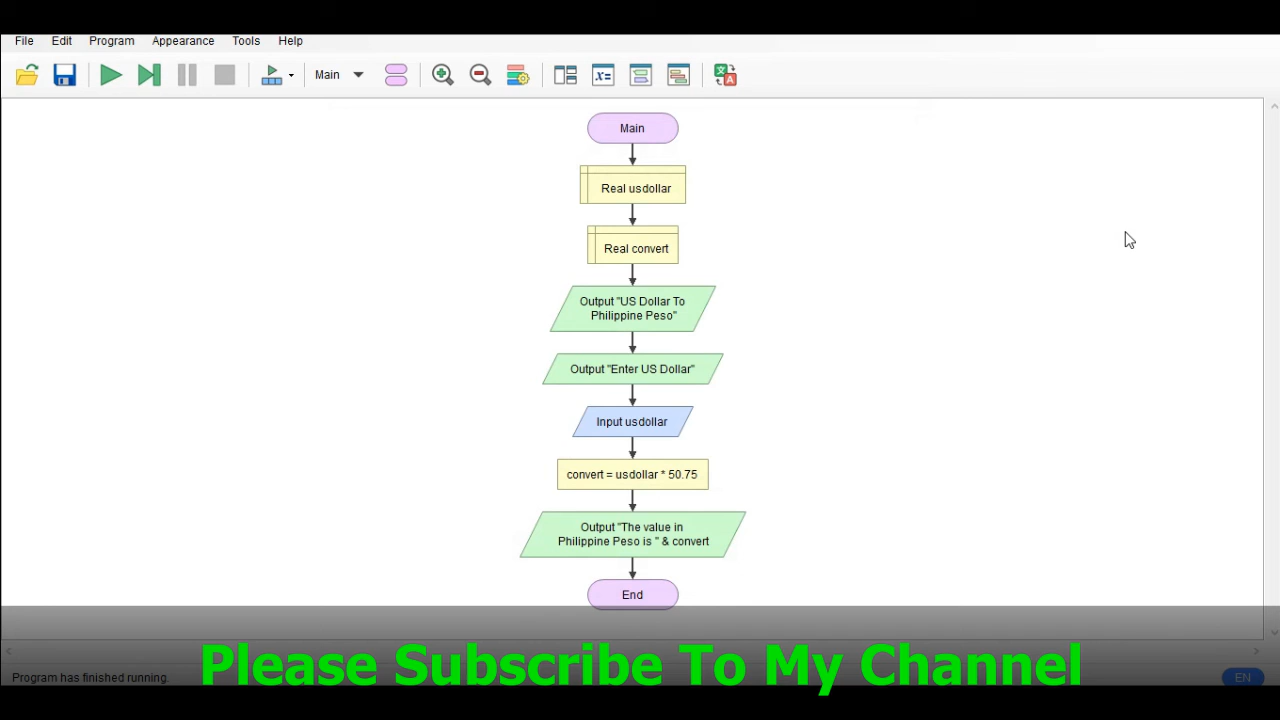 File Edit Program Appearance Tools Help
Main
x=
Main
Real usdollar
Real convert
Output "US Dollar To
Philippine Peso"
Output "Enter US Dollar"
Input usdollar
convert = usdollar * 50.75
Output "The value in
Philippine Peso is " & convert
End
Please Subscribe To My Channel
Program has finished running.
EN